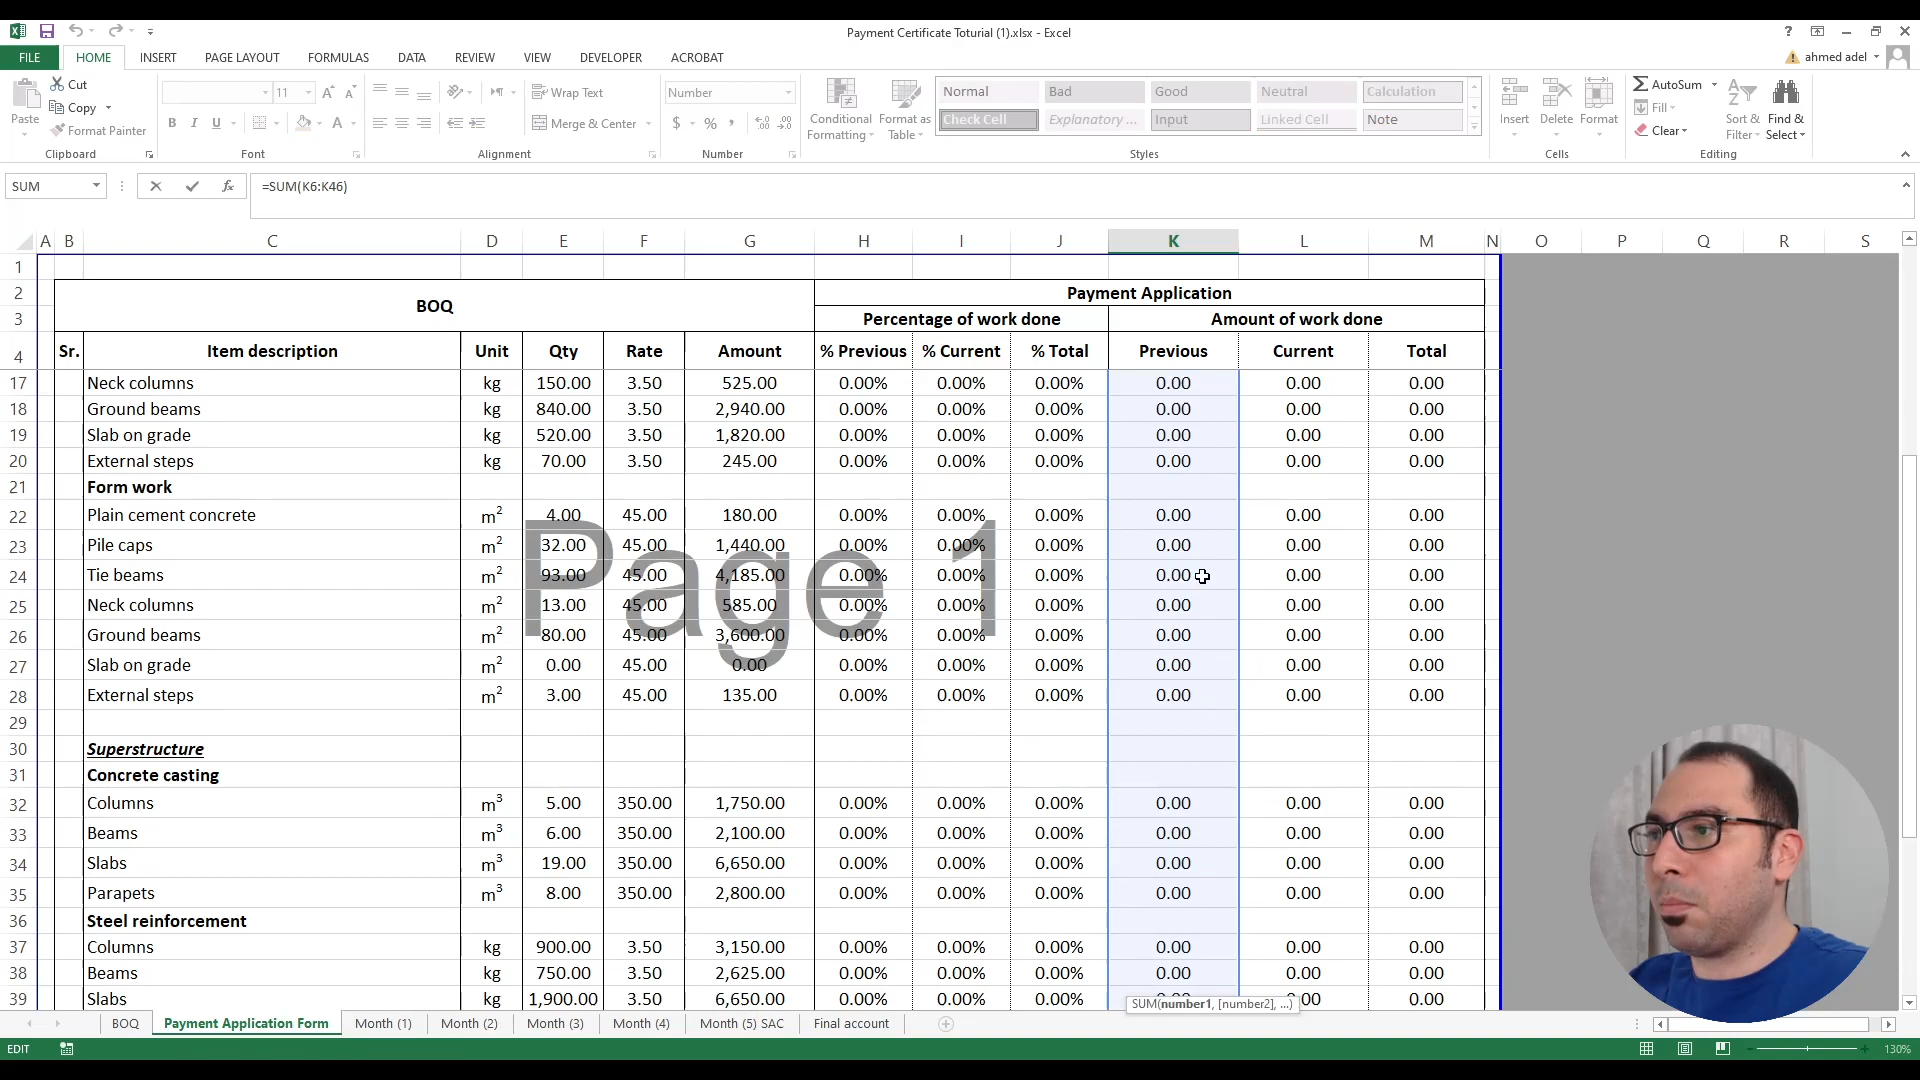 Payment Certificate Toturial (1).xlsx - Excel
FILE HOME INSERT PAGE LAYOUT FORMULAS DATA REVIEW VIEW DEVELOPER ACROBAT ahmed adel
Paste Cut Copy Format Painter
Clipboard
11
B I U
Font
Wrap Text
Merge & Center
Alignment
Number
$ % ,
Number
Conditional Formatting
Format as Table
Normal Bad Good Neutral Calculation
Check Cell Explanatory ... Input Linked Cell Note
Styles
Insert Delete Format
Cells
AutoSum
Fill
Clear
Sort & Filter
Find & Select
Editing
SUM fx =SUM(K6:K46)
A B C D E F G H I J K L M N O P Q R S
1
2 BOQ Payment Application
3 Percentage of work done Amount of work done
4 Sr. Item description Unit Qty Rate Amount % Previous % Current % Total Previous Current Total
17 Neck columns kg 150.00 3.50 525.00 0.00% 0.00% 0.00% 0.00 0.00 0.00
18 Ground beams kg 840.00 3.50 2,940.00 0.00% 0.00% 0.00% 0.00 0.00 0.00
19 Slab on grade kg 520.00 3.50 1,820.00 0.00% 0.00% 0.00% 0.00 0.00 0.00
20 External steps kg 70.00 3.50 245.00 0.00% 0.00% 0.00% 0.00 0.00 0.00
21 Form work
22 Plain cement concrete m² 4.00 45.00 180.00 0.00% 0.00% 0.00% 0.00 0.00 0.00
23 Pile caps m² 32.00 45.00 1,440.00 0.00% 0.00% 0.00% 0.00 0.00 0.00
24 Tie beams m² 93.00 45.00 4,185.00 0.00% 0.00% 0.00% 0.00 0.00 0.00
25 Neck columns m² 13.00 45.00 585.00 0.00% 0.00% 0.00% 0.00 0.00 0.00
26 Ground beams m² 80.00 45.00 3,600.00 0.00% 0.00% 0.00% 0.00 0.00 0.00
27 Slab on grade m² 0.00 45.00 0.00 0.00% 0.00% 0.00% 0.00 0.00 0.00
28 External steps m² 3.00 45.00 135.00 0.00% 0.00% 0.00% 0.00 0.00 0.00
Page 1
29
30 Superstructure
31 Concrete casting
32 Columns m³ 5.00 350.00 1,750.00 0.00% 0.00% 0.00% 0.00 0.00 0.00
33 Beams m³ 6.00 350.00 2,100.00 0.00% 0.00% 0.00% 0.00 0.00 0.00
34 Slabs m³ 19.00 350.00 6,650.00 0.00% 0.00% 0.00% 0.00 0.00 0.00
35 Parapets m³ 8.00 350.00 2,800.00 0.00% 0.00% 0.00% 0.00 0.00 0.00
36 Steel reinforcement
37 Columns kg 900.00 3.50 3,150.00 0.00% 0.00% 0.00% 0.00 0.00 0.00
38 Beams kg 750.00 3.50 2,625.00 0.00% 0.00% 0.00% 0.00 0.00 0.00
39 Slabs kg 1,900.00 3.50 6,650.00 0.00% 0.00% 0.00% 0.00
SUM(number1, [number2], ...)
BOQ Payment Application Form Month (1) Month (2) Month (3) Month (4) Month (5) SAC Final account
EDIT 130%